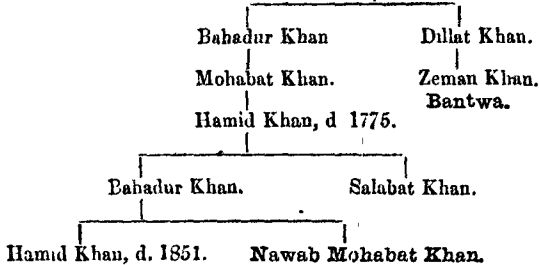 Bahadur Khan Dillat Khan.
Mohabat Khan. Zeman Khan.
Bantwa.
Hamid Khan, d 1775.
Bahadur Khan. Salabat Khan.
Hamid Khan, d. 1851. Nawab Mohabat Khan.